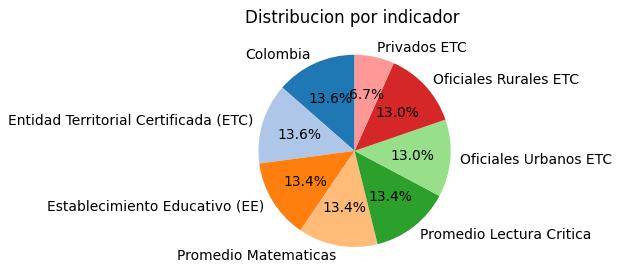 Distribucion por indicador
Privados ETC
Colombia
Oficiales Rurales ETC
6.7%
13.6%
13.0%
Entidad Territorial Certificada (ETC)
13.6%
13.0%
Oficiales Urbanos ETC
13.4%
13.4%
Establecimiento Educativo (EE)
13.4%
Promedio Lectura Critica
Promedio Matematicas